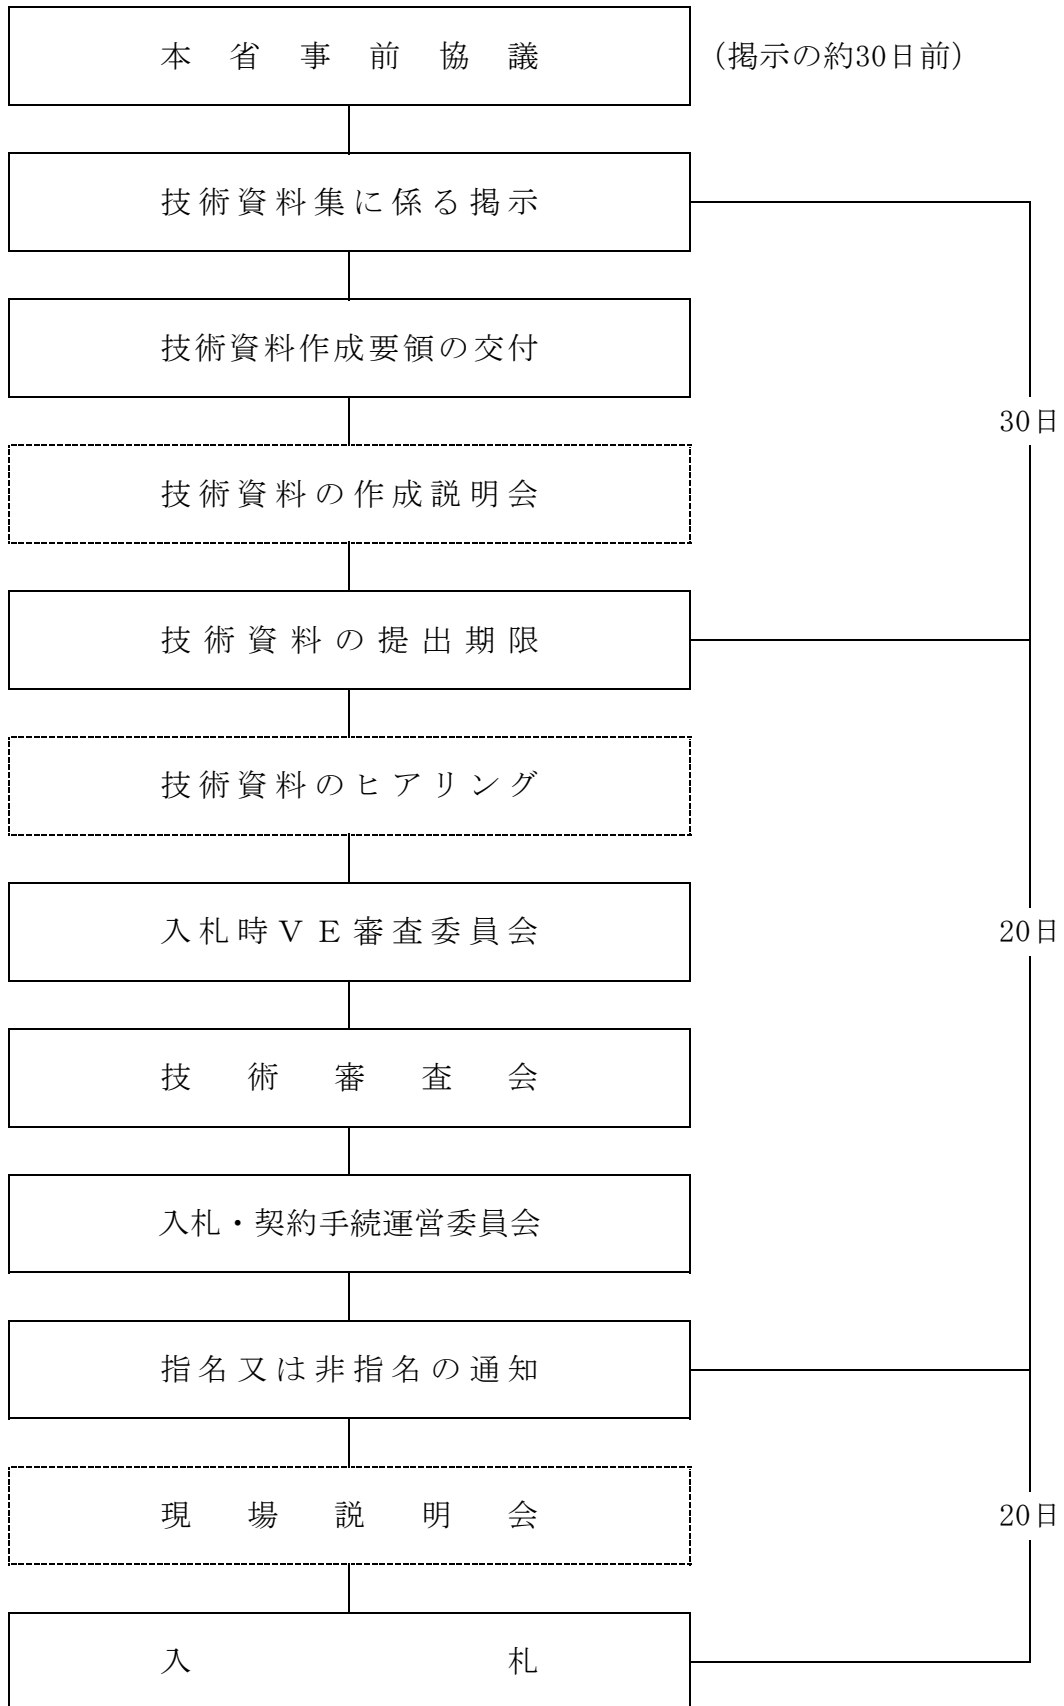 本省事前協議 (掲示の約30日前)
技術資料集に係る掲示
技術資料作成要領の交付
30日
技術資料の作成説明会
技術資料の提出期限
技術資料のヒアリング
入札時ＶＥ審査委員会
20日
技術審査会
入札・契約手続運営委員会
指名又は非指名の通知
現場説明会
20日
入札